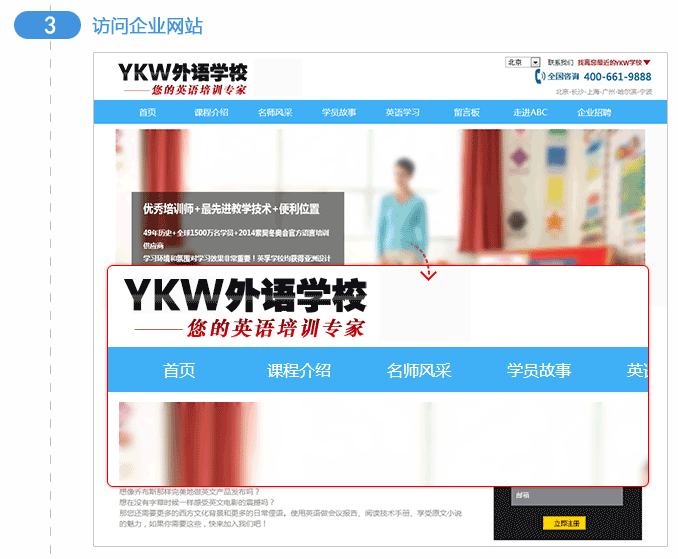 3 访问企业网站
YKW外语学校
您的英语培训专家
北京 联系我们 找离您最近的YKW学校
全国咨询 400-661-9888
北京-长沙-上海-广州-哈尔滨-宁波
首页 课程介绍 名师风采 学员故事 英语学习 留言板 走进ABC 企业招聘
优秀培训师+最先进教学技术+便利位置
49年历史+全球1500万名学员+2014索契冬奥会官方语言培训
供应商
学习环境和氛围对学习效果非常重要！英孚学校均获得亚洲设计
YKW外语学校
您的英语培训专家
首页 课程介绍 名师风采 学员故事
想像乔布斯那样完美地做英文产品发布吗？
想在没有字幕时候一样感受英文电影的震撼吗？
那您还需要更多的西方文化背景和更多的日常俚语。使用英语做会议报告、阅读技术手册、享受原文小说
的魅力，如果你需要这些，快来加入我们吧！
邮箱
立即注册